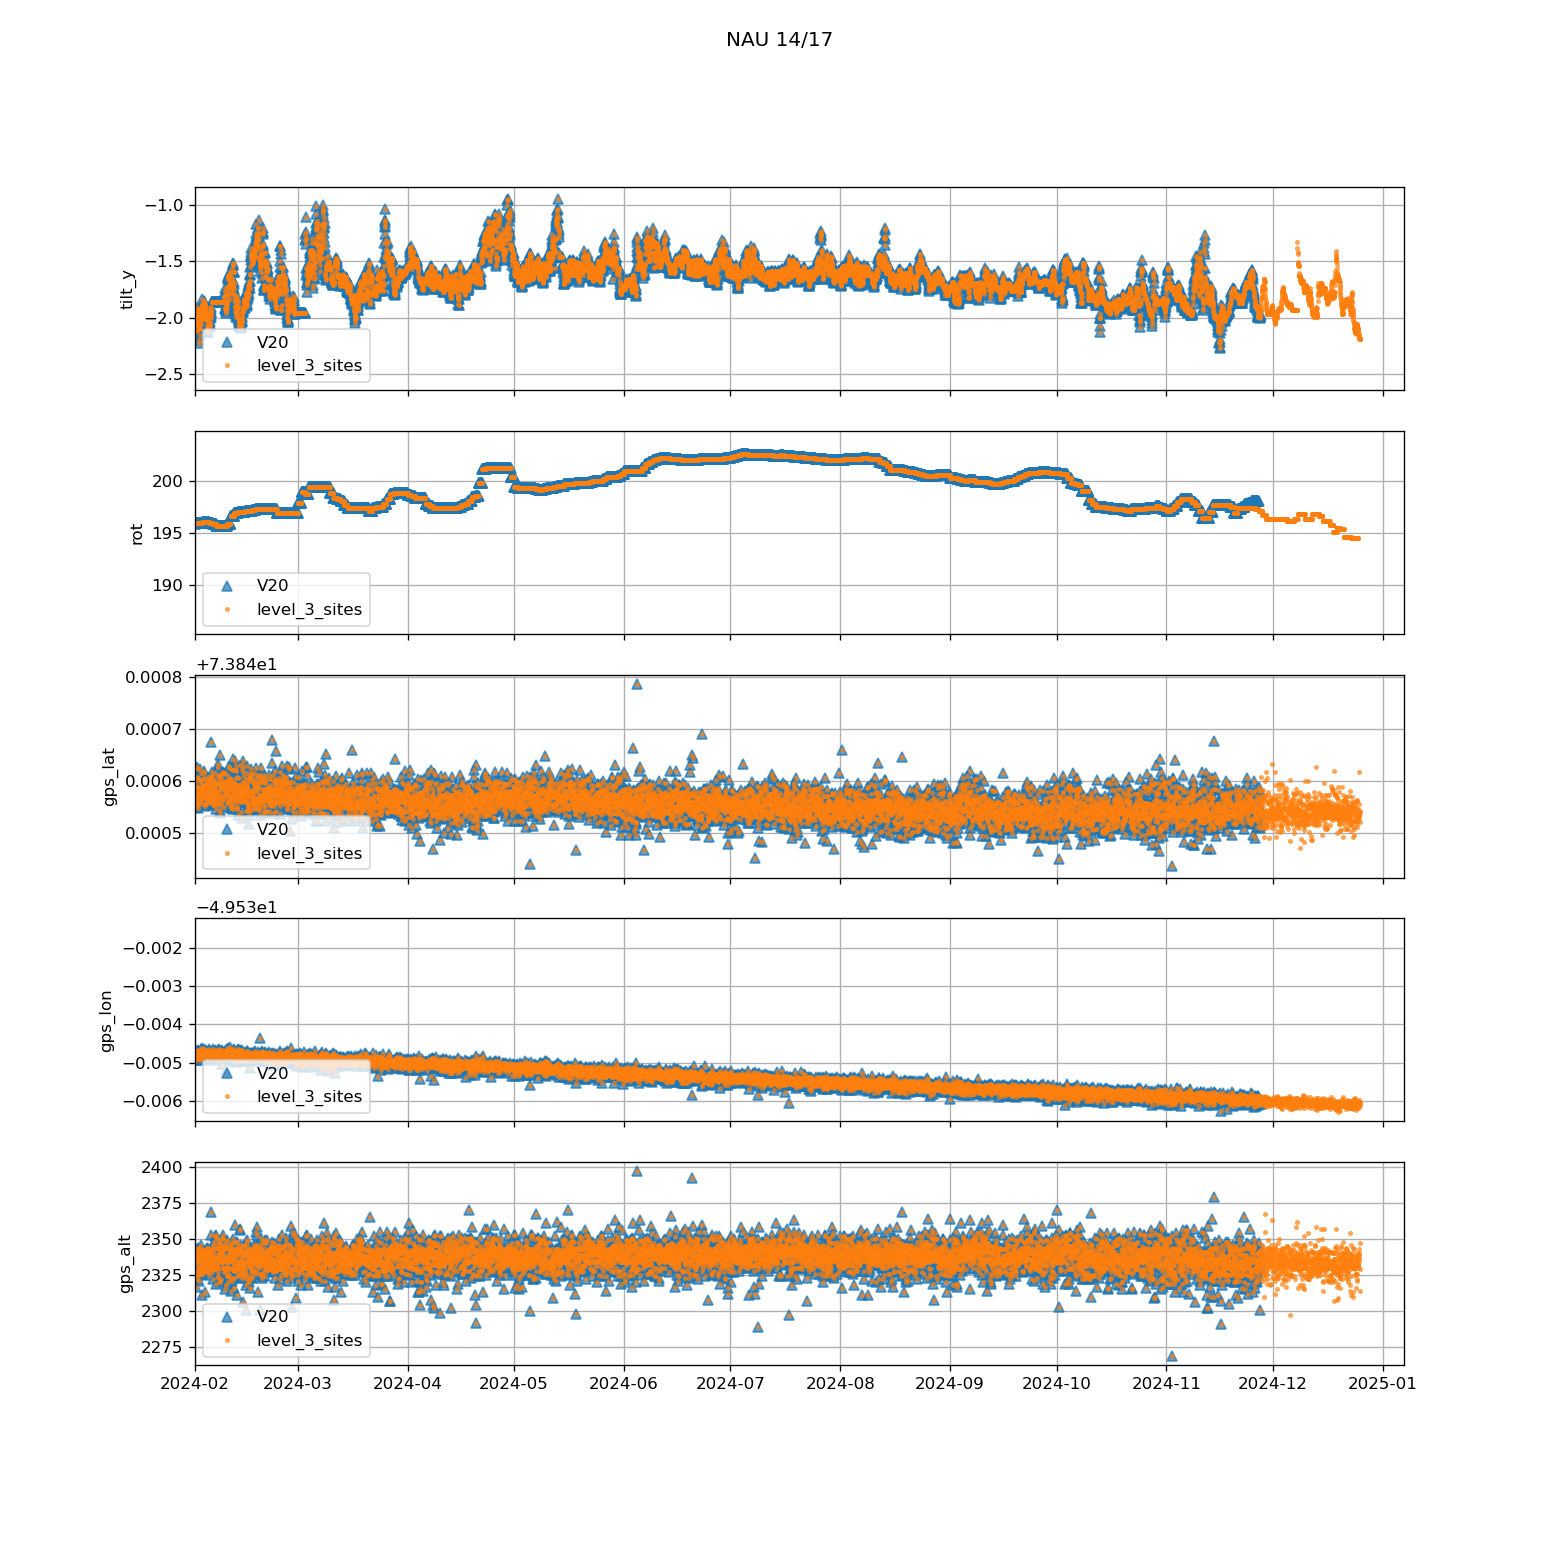 NAU 14/17
−1.0
−1.5
−2.0
−2.5
tilt_y
V20
level_3_sites
200
195
190
rot
V20
level_3_sites
+7.384e1
0.0008
0.0007
0.0006
0.0005
gps_lat
V20
level_3_sites
−4.953e1
−0.002
−0.003
−0.004
−0.005
−0.006
gps_lon
V20
level_3_sites
2400
2375
2350
2325
2300
2275
gps_alt
V20
level_3_sites
2024-02 2024-03 2024-04 2024-05 2024-06 2024-07 2024-08 2024-09 2024-10 2024-11 2024-12 2025-01